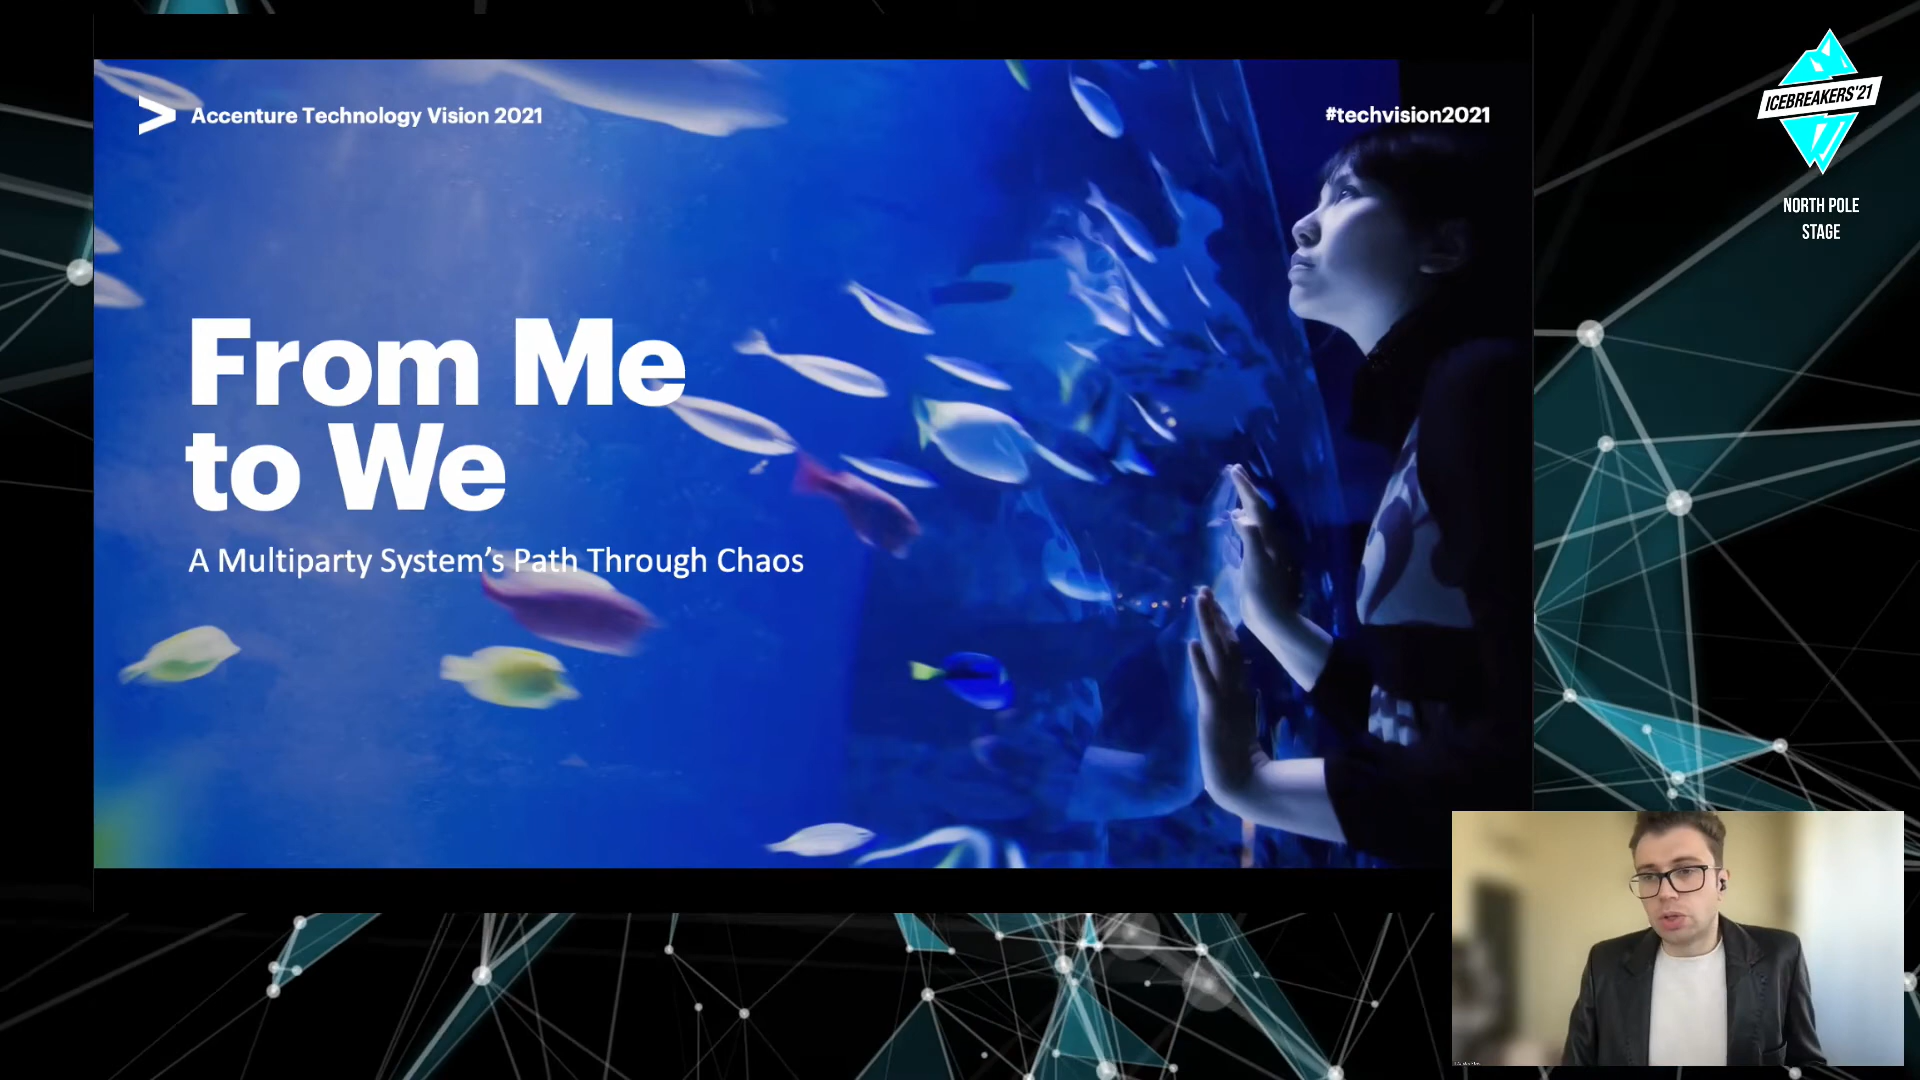 Accenture Technology Vision 2021
#techvision2021
ICEBREAKERS'21
NORTH POLE
STAGE
From Me
to We
A Multiparty System’s Path Through Chaos